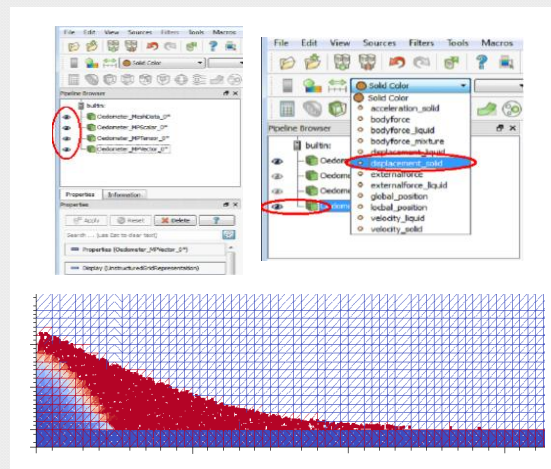 File Edit View Sources Filters Tools Macros
Solid Color
Pipeline Browser
builtin:
Oedometer_MeshData_0*
Oedometer_MPScalar_0*
Oedometer_MPTensor_0*
Oedometer_MPVector_0*
Properties Information
Properties
Apply Reset Delete ?
Search ... (use Esc to clear text)
Properties (Oedometer_MPVector_0*)
Display (UnstructuredGridRepresentation)
File Edit View Sources Filters Tools Macros
Solid Color
Solid Color
acceleration_solid
bodyforce
bodyforce_liquid
bodyforce_mixture
displacement_liquid
displacement_solid
externalforce
externalforce_liquid
global_position
local_position
velocity_liquid
velocity_solid
Pipeline Browser
builtin:
Oedom
Oedome
Oedome